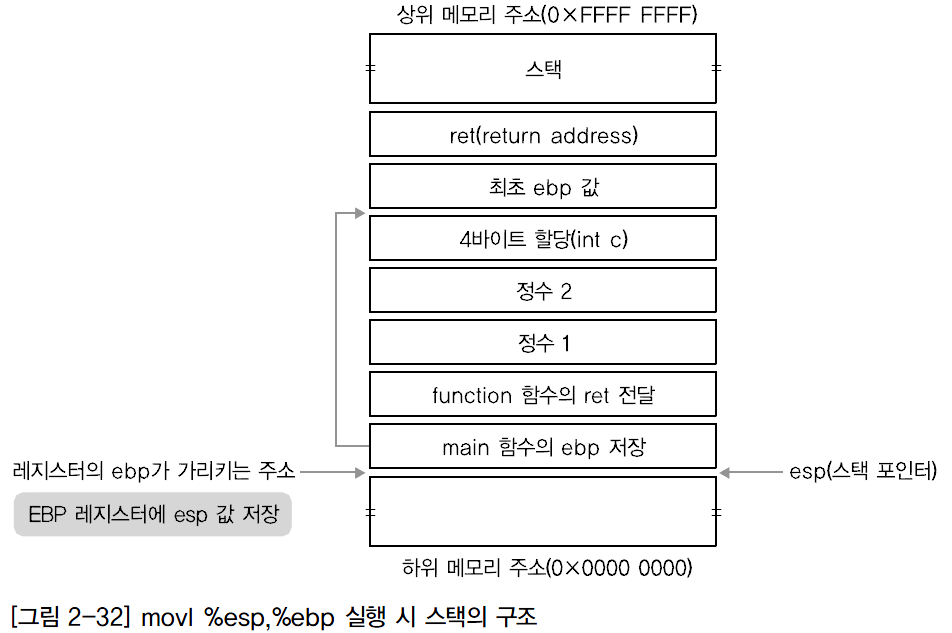 상위 메모리 주소(0×FFFF FFFF)
스택
ret(return address)
최초 ebp 값
4바이트 할당(int c)
정수 2
정수 1
function 함수의 ret 전달
main 함수의 ebp 저장
레지스터의 ebp가 가리키는 주소
esp(스택 포인터)
EBP 레지스터에 esp 값 저장
하위 메모리 주소(0×0000 0000)
[그림 2-32] movl %esp,%ebp 실행 시 스택의 구조